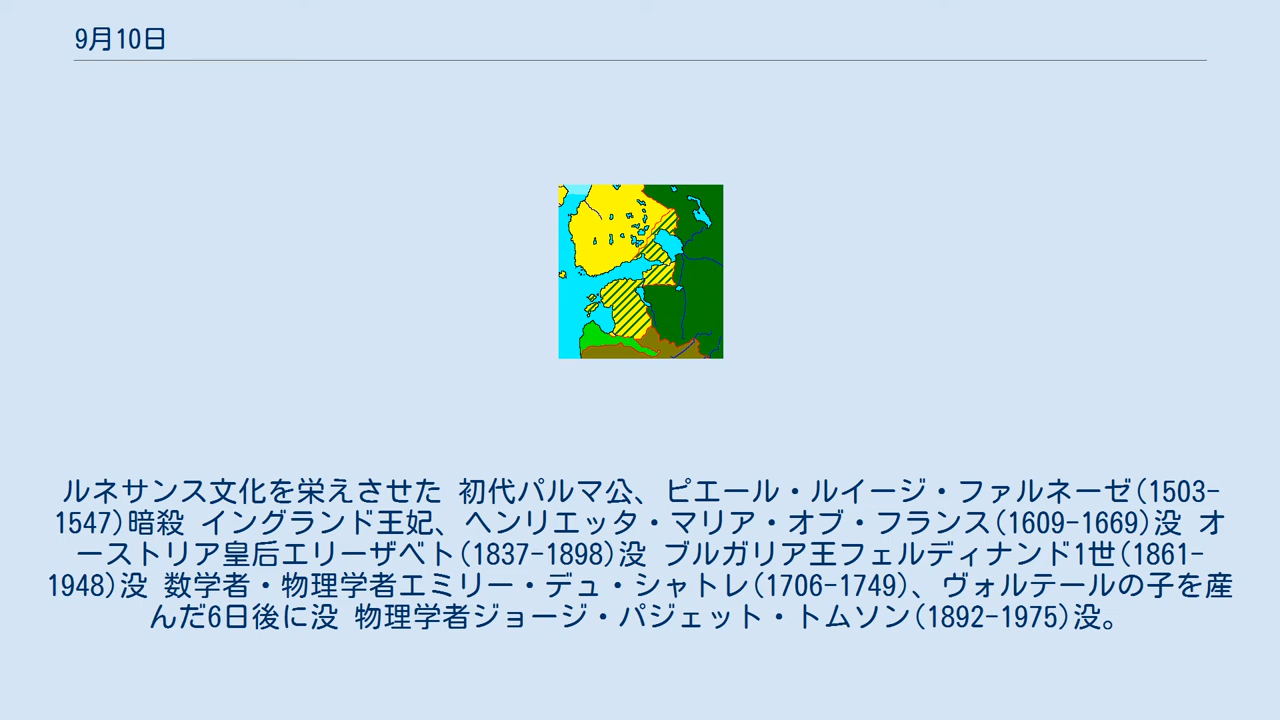 9月10日
ルネサンス文化を栄えさせた 初代パルマ公、ピエール・ルイージ・ファルネーゼ(1503-
1547)暗殺 イングランド王妃、ヘンリエッタ・マリア・オブ・フランス(1609-1669)没 オ
ーストリア皇后エリーザベト(1837-1898)没 ブルガリア王フェルディナンド1世(1861-
1948)没 数学者・物理学者エミリー・デュ・シャトレ(1706-1749)、ヴォルテールの子を産
んだ6日後に没 物理学者ジョージ・パジェット・トムソン(1892-1975)没。